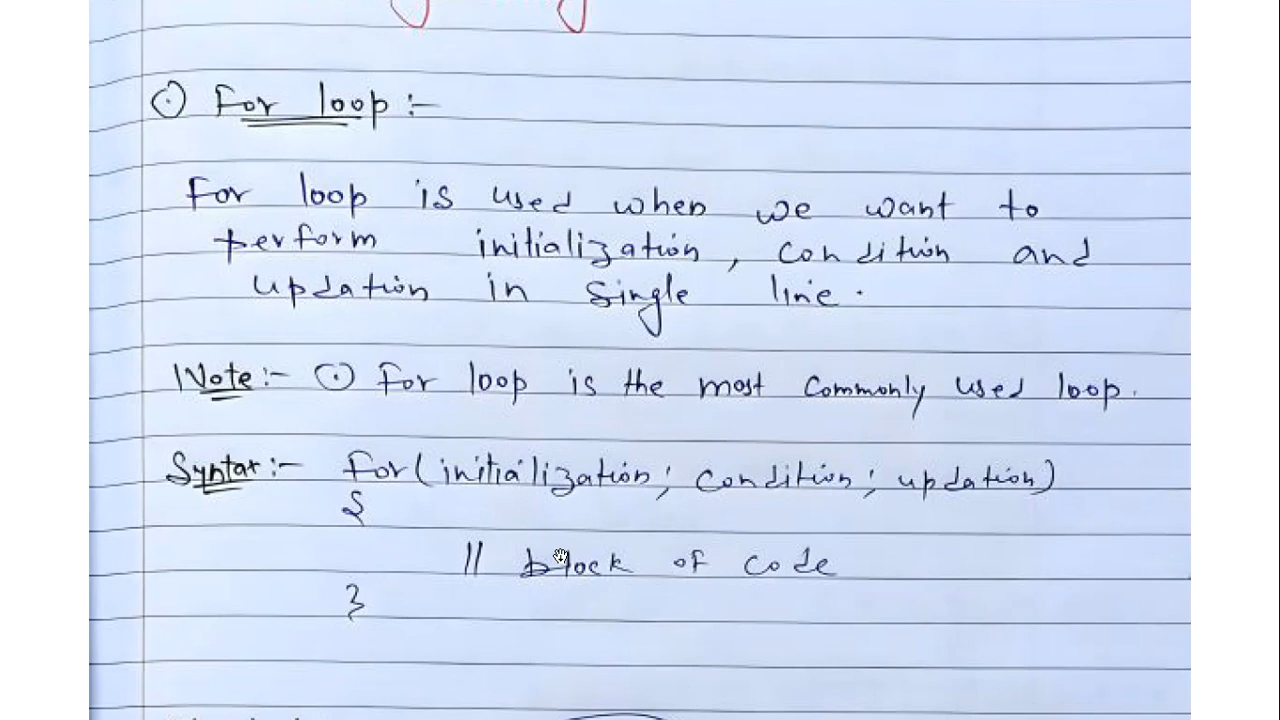 ⊙ For loop :-
For loop is used when we want to
perform initialization, condition and
updation in single line.
Note :- ⊙ For loop is the most commonly used loop.
Syntax :- for(initialization; condition; updation)
{
// block of code
}